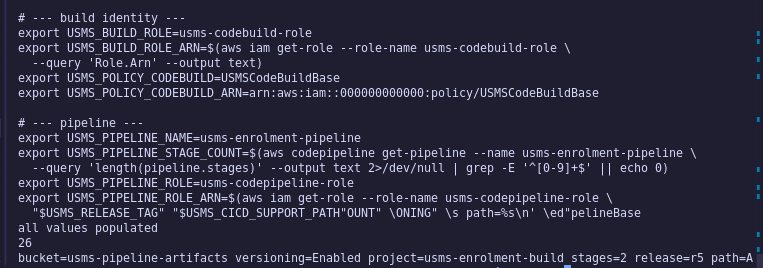 # --- build identity ---
export USMS_BUILD_ROLE=usms-codebuild-role
export USMS_BUILD_ROLE_ARN=$(aws iam get-role --role-name usms-codebuild-role \
  --query 'Role.Arn' --output text)
export USMS_POLICY_CODEBUILD=USMSCodeBuildBase
export USMS_POLICY_CODEBUILD_ARN=arn:aws:iam::000000000000:policy/USMSCodeBuildBase

# --- pipeline ---
export USMS_PIPELINE_NAME=usms-enrolment-pipeline
export USMS_PIPELINE_STAGE_COUNT=$(aws codepipeline get-pipeline --name usms-enrolment-pipeline \
  --query 'length(pipeline.stages)' --output text 2>/dev/null | grep -E '^[0-9]+$' || echo 0)
export USMS_PIPELINE_ROLE=usms-codepipeline-role
export USMS_PIPELINE_ROLE_ARN=$(aws iam get-role --role-name usms-codepipeline-role \
  "$USMS_RELEASE_TAG" "$USMS_CICD_SUPPORT_PATH"OUNT" \ONING" \s path=%s\n' \ed"pelineBase
all values populated
26
bucket=usms-pipeline-artifacts versioning=Enabled project=usms-enrolment-build stages=2 release=r5 path=A